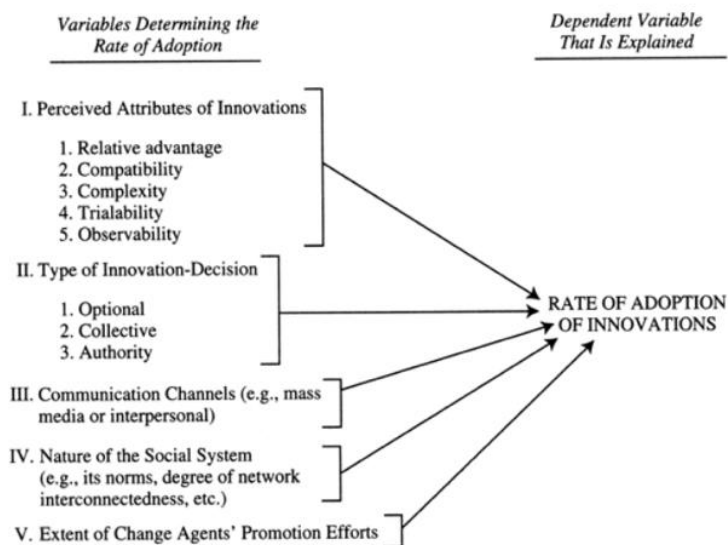 Variables Determining the
Rate of Adoption
Dependent Variable
That Is Explained
I. Perceived Attributes of Innovations
1. Relative advantage
2. Compatibility
3. Complexity
4. Trialability
5. Observability
II. Type of Innovation-Decision
1. Optional
2. Collective
3. Authority
III. Communication Channels (e.g., mass
media or interpersonal)
IV. Nature of the Social System
(e.g., its norms, degree of network
interconnectedness, etc.)
V. Extent of Change Agents' Promotion Efforts
RATE OF ADOPTION
OF INNOVATIONS